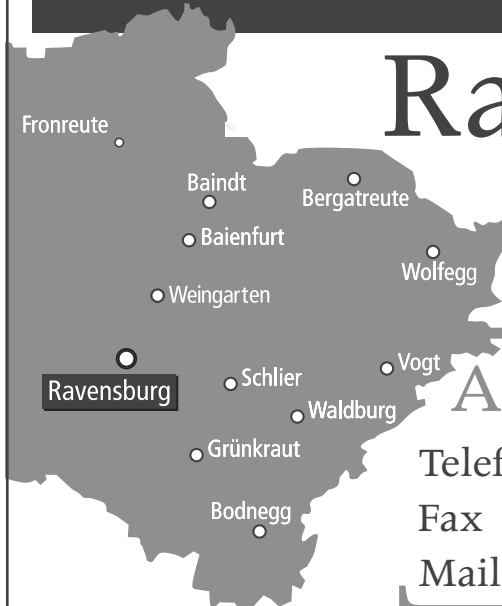 Ra
Fronreute
Baindt
Bergatreute
Baienfurt
Wolfegg
Weingarten
Vogt
Ravensburg
Schlier
A
Waldburg
Grünkraut
Telef
Bodnegg
Fax
Mail